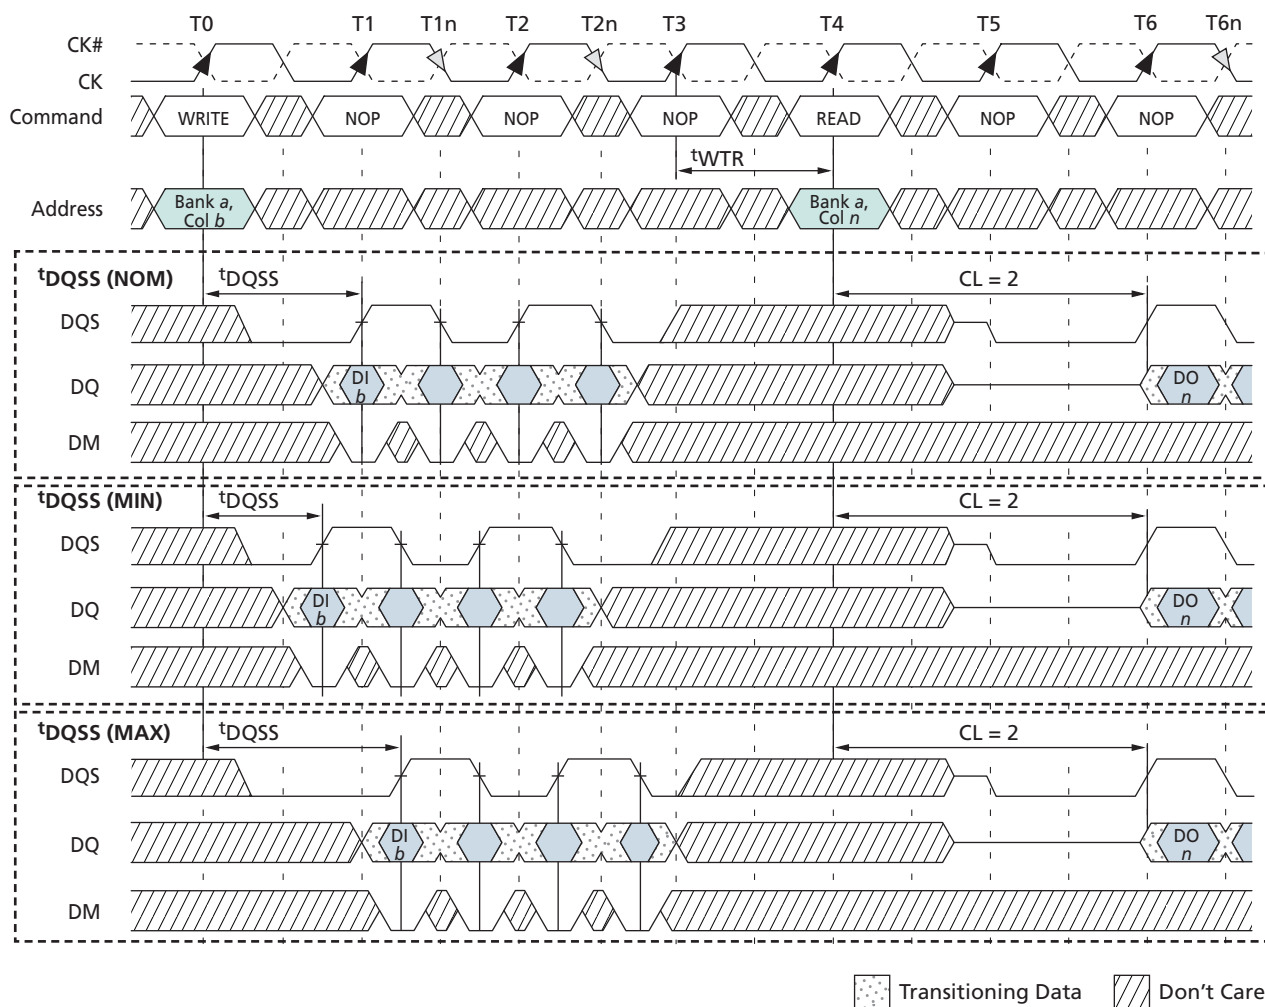 T0 T1 T1n T2 T2n T3 T4 T5 T6 T6n
CK#
CK
Command WRITE NOP NOP NOP READ NOP NOP
tWTR
Address Bank a, Col b Bank a, Col n
tDQSS (NOM) tDQSS CL = 2
DQS
DQ DI b DO n
DM
tDQSS (MIN) tDQSS CL = 2
DQS
DQ DI b DO n
DM
tDQSS (MAX) tDQSS CL = 2
DQS
DQ DI b DO n
DM
Transitioning Data Don't Care